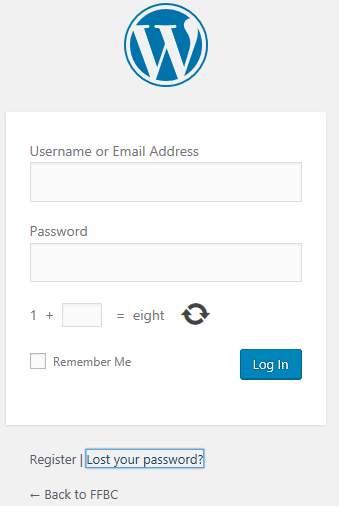 Username or Email Address
Password
1 + = eight
Remember Me
Log In
Register | Lost your password?
← Back to FFBC